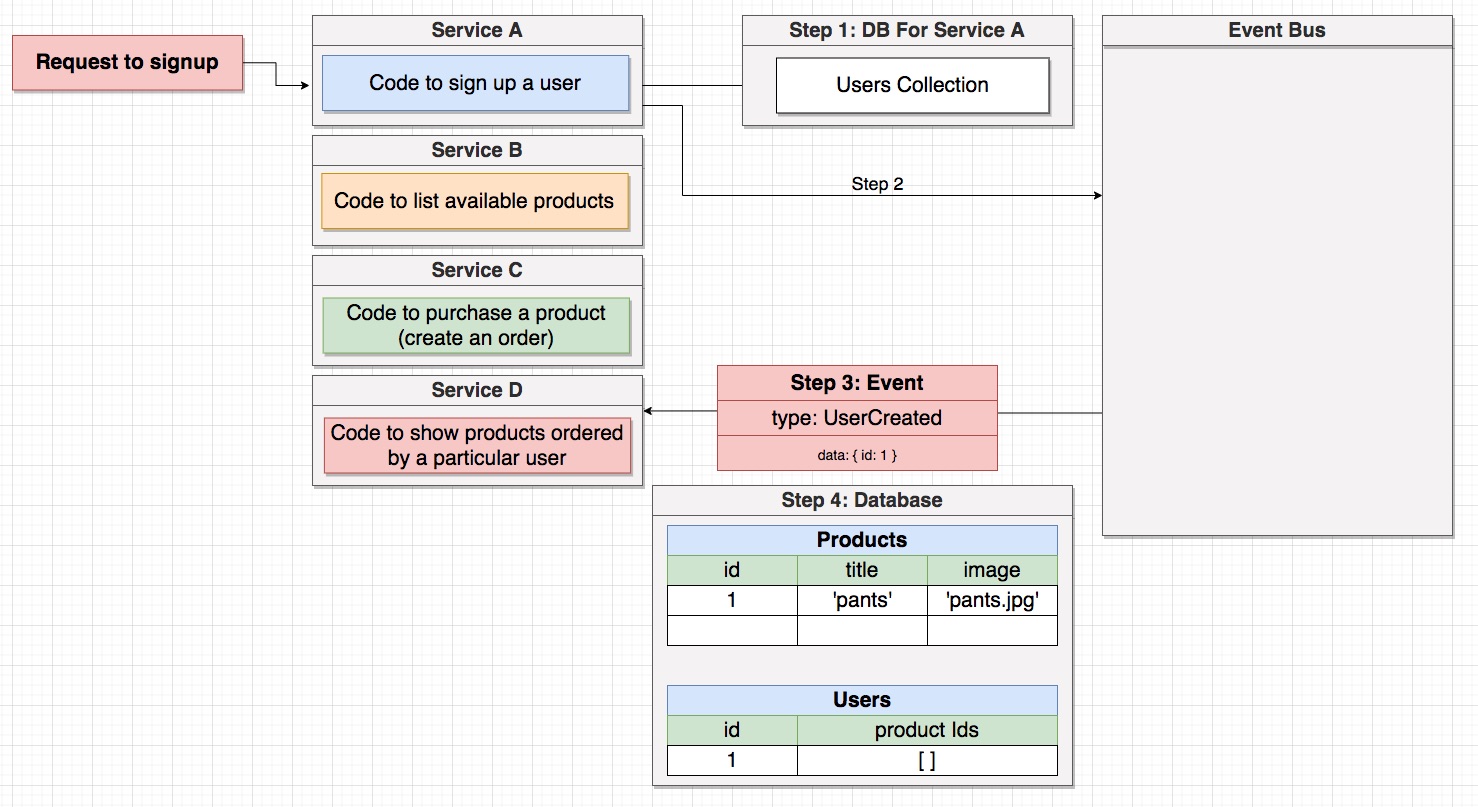 Request to signup
Service A
Code to sign up a user
Step 1: DB For Service A
Users Collection
Event Bus
Service B
Code to list available products
Step 2
Service C
Code to purchase a product
(create an order)
Service D
Code to show products ordered
by a particular user
Step 3: Event
type: UserCreated
data: { id: 1 }
Step 4: Database
Products
id title image
1 'pants' 'pants.jpg'
Users
id product Ids
1 [ ]